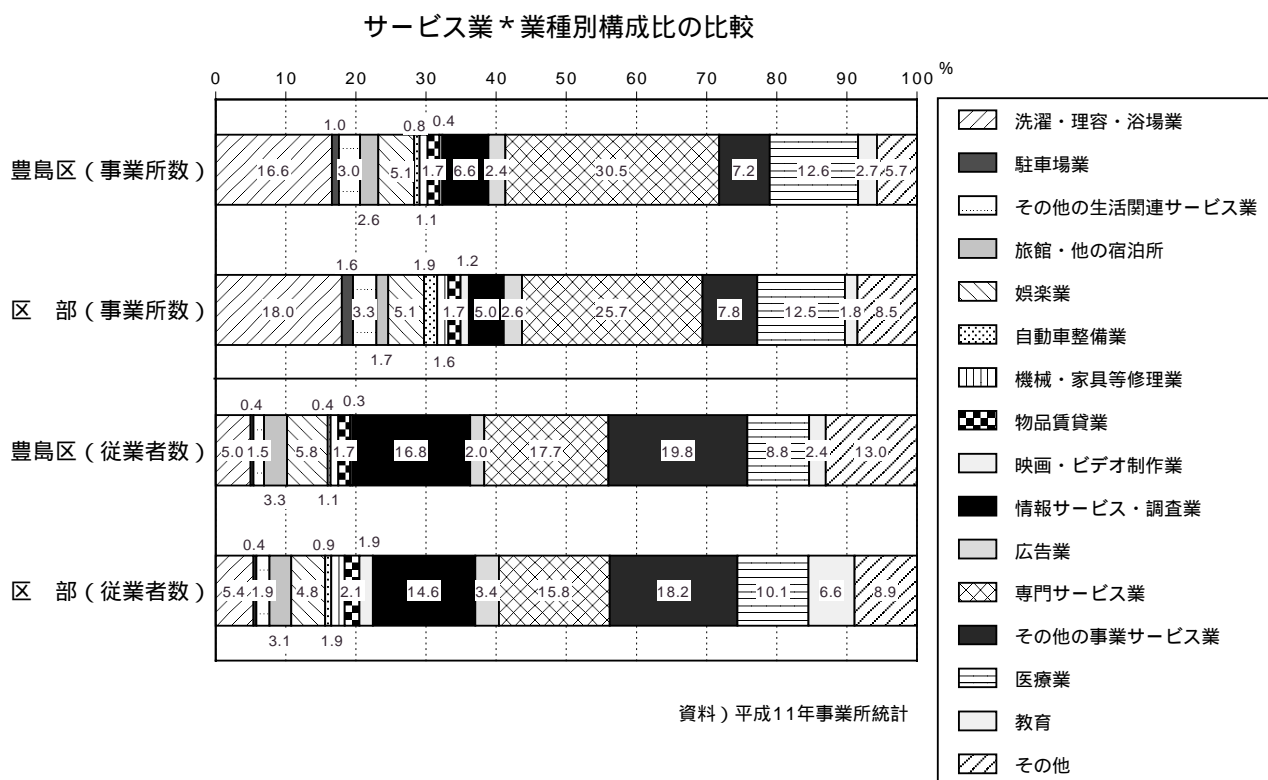 サービス業*業種別構成比の比較
0 10 20 30 40 50 60 70 80 90 100 %
1.0 0.8 0.4
豊島区(事業所数) 16.6 3.0 5.1 1.7 6.6 2.4 30.5 7.2 12.6 2.7 5.7
2.6 1.1
1.6 1.9 1.2
区 部(事業所数) 18.0 3.3 5.1 1.7 5.0 2.6 25.7 7.8 12.5 1.8 8.5
1.7 1.6
0.4 0.4 0.3
豊島区(従業者数) 5.0 1.5 5.8 1.7 16.8 2.0 17.7 19.8 8.8 2.4 13.0
3.3 1.1
0.4 0.9 1.9
区 部(従業者数) 5.4 1.9 4.8 2.1 14.6 3.4 15.8 18.2 10.1 6.6 8.9
3.1 1.9
資料)平成11年事業所統計
洗濯・理容・浴場業
駐車場業
その他の生活関連サービス業
旅館・他の宿泊所
娯楽業
自動車整備業
機械・家具等修理業
物品賃貸業
映画・ビデオ制作業
情報サービス・調査業
広告業
専門サービス業
その他の事業サービス業
医療業
教育
その他